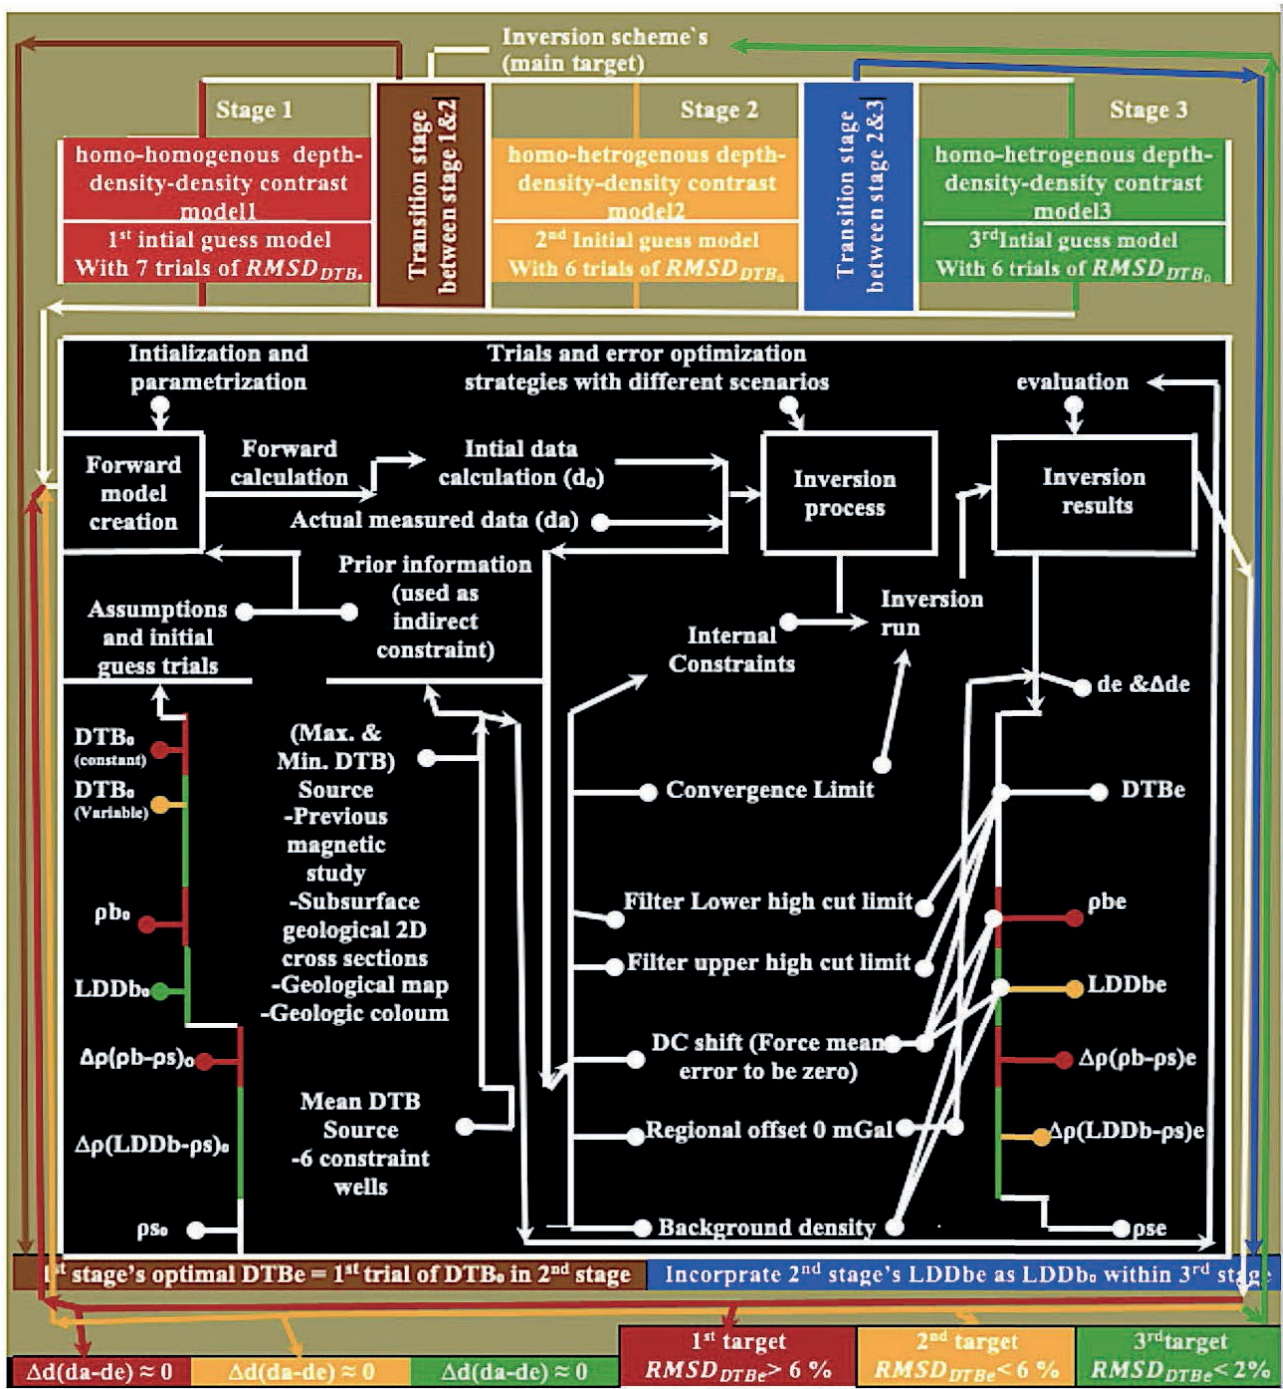 Inversion scheme`s
(main target)
Stage 1
Stage 2
Stage 3
homo-homogenous depth-
density-density contrast
model1
1st intial guess model
With 7 trials of RMSD_DTB₀
Transition stage
between stage 1&2
homo-hetrogenous depth-
density-density contrast
model2
2nd Initial guess model
With 6 trials of RMSD_DTB₀
Transition stage
between stage 2&3
homo-hetrogenous depth-
density-density contrast
model3
3rdIntial guess model
With 6 trials of RMSD_DTB₀
Intialization and
parametrization
Trials and error optimization
strategies with different scenarios
evaluation
Forward
model
creation
Forward
calculation
Intial data
calculation (d₀)
Actual measured data (da)
Inversion
process
Inversion
results
Prior information
(used as
indirect
constraint)
Assumptions
and initial
guess trials
Inversion
run
Internal
Constraints
de &Δde
DTB₀
(constant)
DTB₀
(Variable)
ρb₀
LDDb₀
Δρ(ρb-ρs)₀
Δρ(LDDb-ρs)₀
ρs₀
(Max. &
Min. DTB)
Source
-Previous
magnetic
study
-Subsurface
geological 2D
cross sections
-Geological map
-Geologic coloum
Mean DTB
Source
-6 constraint
wells
Convergence Limit
Filter Lower high cut limit
Filter upper high cut limit
DC shift (Force mean
error to be zero)
Regional offset 0 mGal
Background density
DTBe
ρbe
LDDbe
Δρ(ρb-ρs)e
Δρ(LDDb-ρs)e
ρse
1st stage's optimal DTBe = 1st trial of DTB₀ in 2nd stage
Incorprate 2nd stage's LDDbe as LDDb₀ within 3rd stage
Δd(da-de) ≈ 0
Δd(da-de) ≈ 0
Δd(da-de) ≈ 0
1st target
RMSD_DTBe> 6 %
2nd target
RMSD_DTBe< 6 %
3rdtarget
RMSD_DTBe< 2%